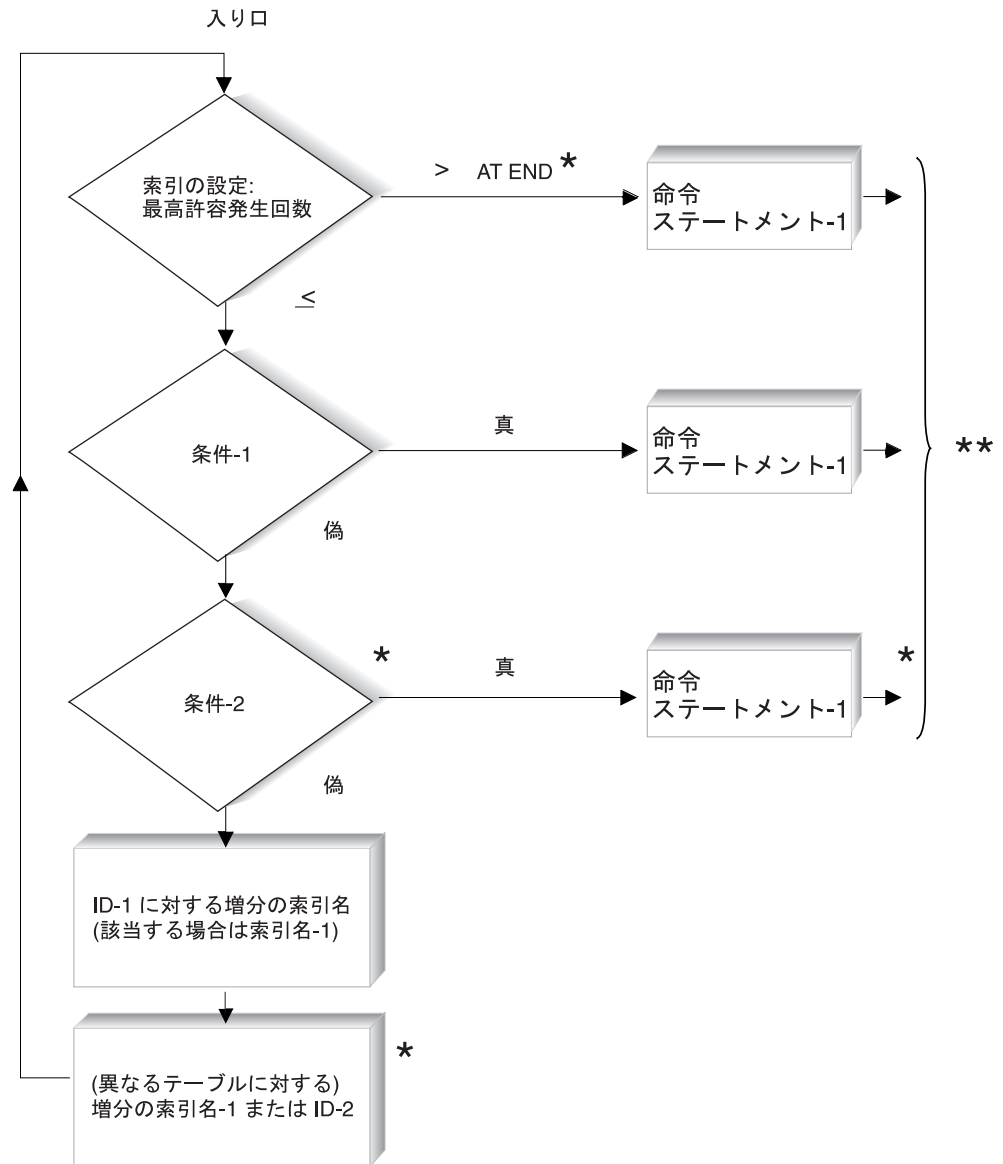 入り口
索引の設定:
最高許容発生回数
> AT END *
命令
ステートメント-1
≤
条件-1
真
命令
ステートメント-1
**
偽
条件-2
*
真
命令
ステートメント-1
*
偽
ID-1 に対する増分の索引名
(該当する場合は索引名-1)
*
(異なるテーブルに対する)
増分の索引名-1 または ID-2